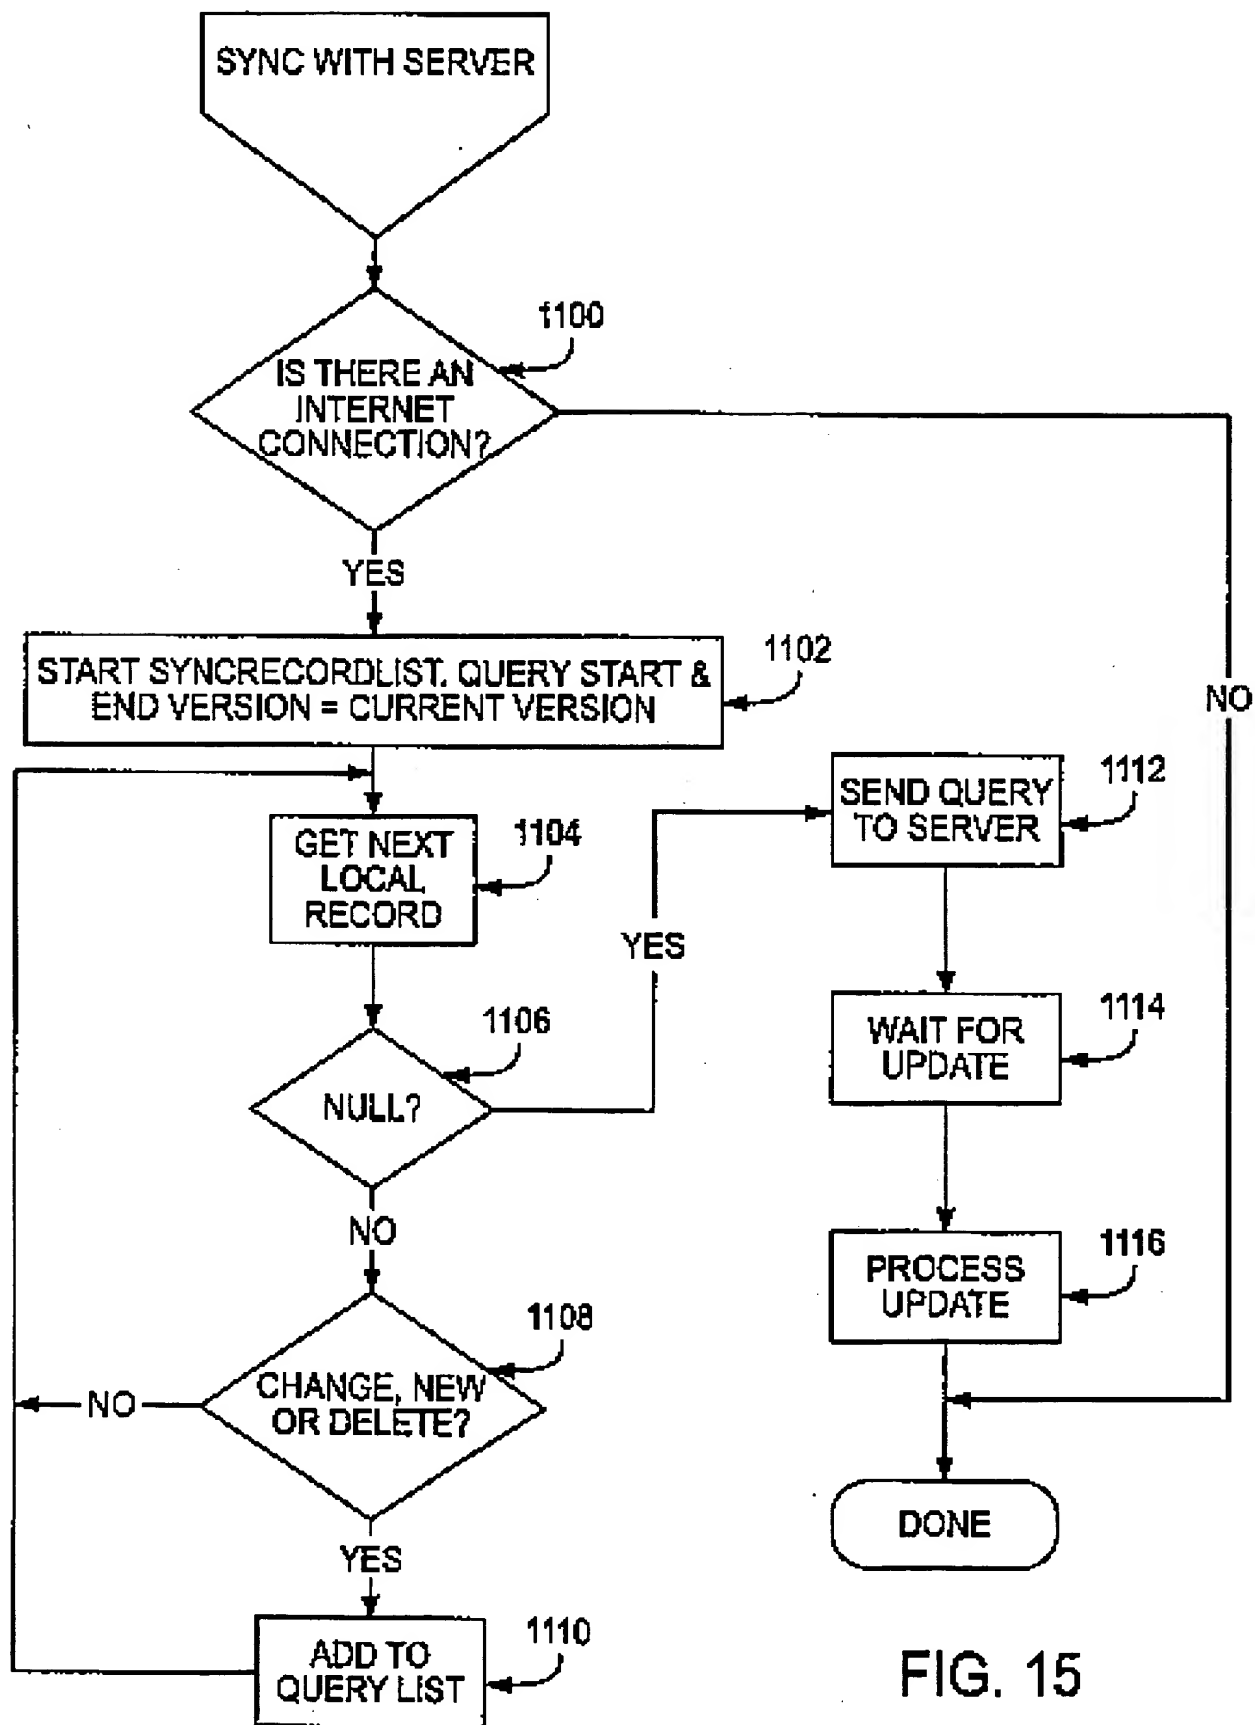 SYNC WITH SERVER
1100
IS THERE AN
INTERNET
CONNECTION?
YES
1102
START SYNCRECORDLIST. QUERY START &
END VERSION = CURRENT VERSION
NO
1112
SEND QUERY
TO SERVER
1104
GET NEXT
LOCAL
RECORD
YES
1106
NULL?
1114
WAIT FOR
UPDATE
NO
1116
PROCESS
UPDATE
1108
CHANGE, NEW
OR DELETE?
NO
DONE
YES
1110
ADD TO
QUERY LIST
FIG. 15